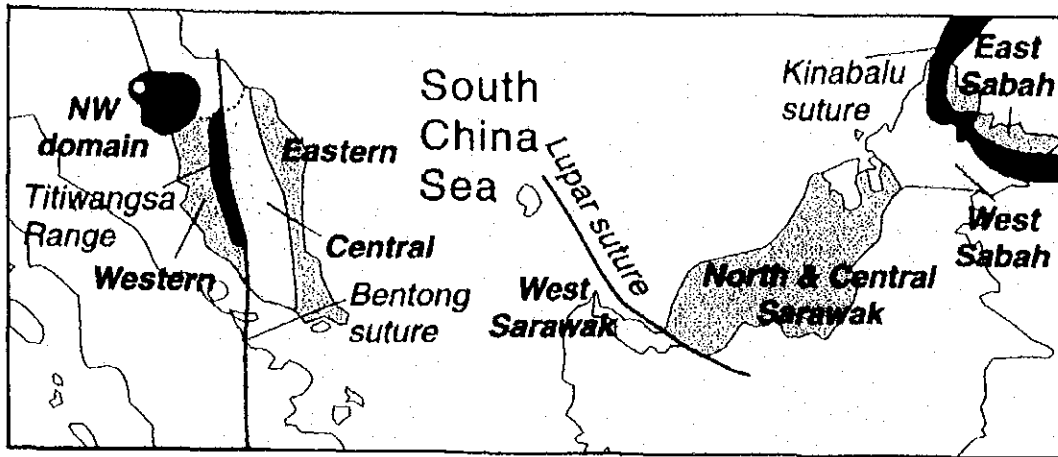 NW
domain
Titiwangsa
Range
Western
Eastern
Central
Bentong
suture
South
China
Sea
Lupar suture
West
Sarawak
North & Central
Sarawak
Kinabalu
suture
East
Sabah
West
Sabah